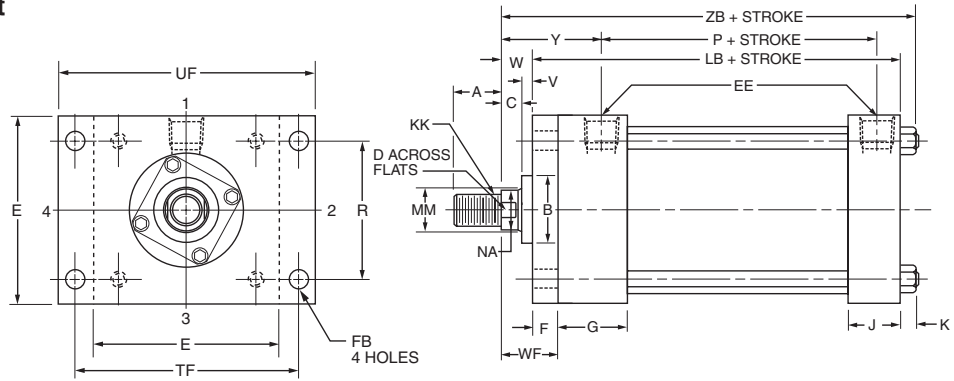 t
UF
1
E
4
2
R
3
E
TF
FB
4 HOLES
ZB + STROKE
Y
P + STROKE
W
LB + STROKE
V
A
C
EE
KK
D ACROSS
FLATS
MM
B
NA
F
G
J
K
WF